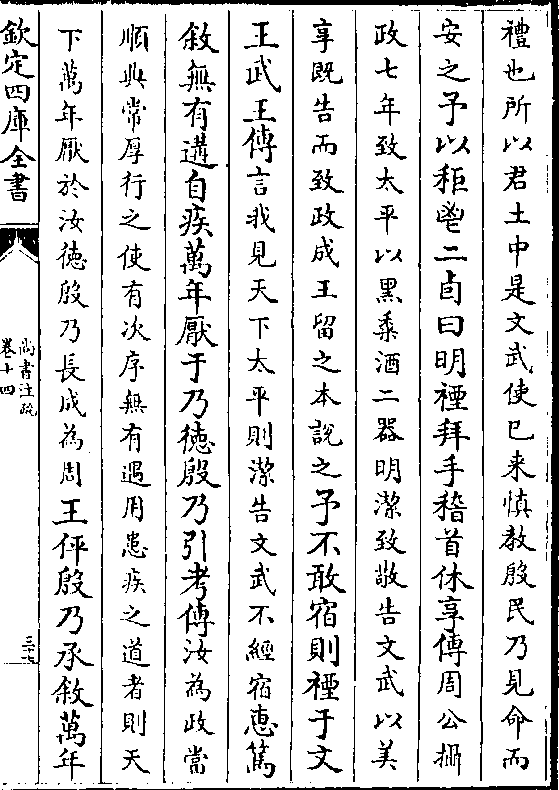 禮也所以君土中是文武使已来慎教殷民乃見命而
安之予以秬鬯二卣曰明禋拜手稽首休享傳周公攝
政七年致太平以黑黍酒二器明潔致敬告文武以美
享既告而致政成王留之本說之予不敢宿則禋于文
王武王傳言我見天下太平則潔告文武不經宿惠篤
敘無有遘自疾萬年厭于乃德殷乃引考傳汝為政當
順典常厚行之使有次序無有遇用患疾之道者則天
下萬年厭於汝德殷乃長成為周王伻殷乃承敘萬年
欽定四庫全書
尚書注疏
卷十四
三十七